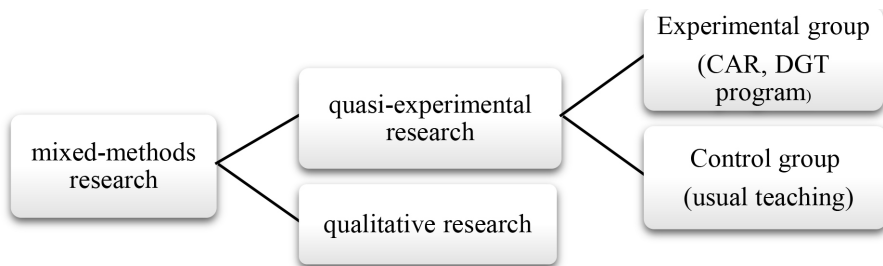 mixed-methods
research
quasi-experimental
research
qualitative research
Experimental group
(CAR, DGT
program)
Control group
(usual teaching)